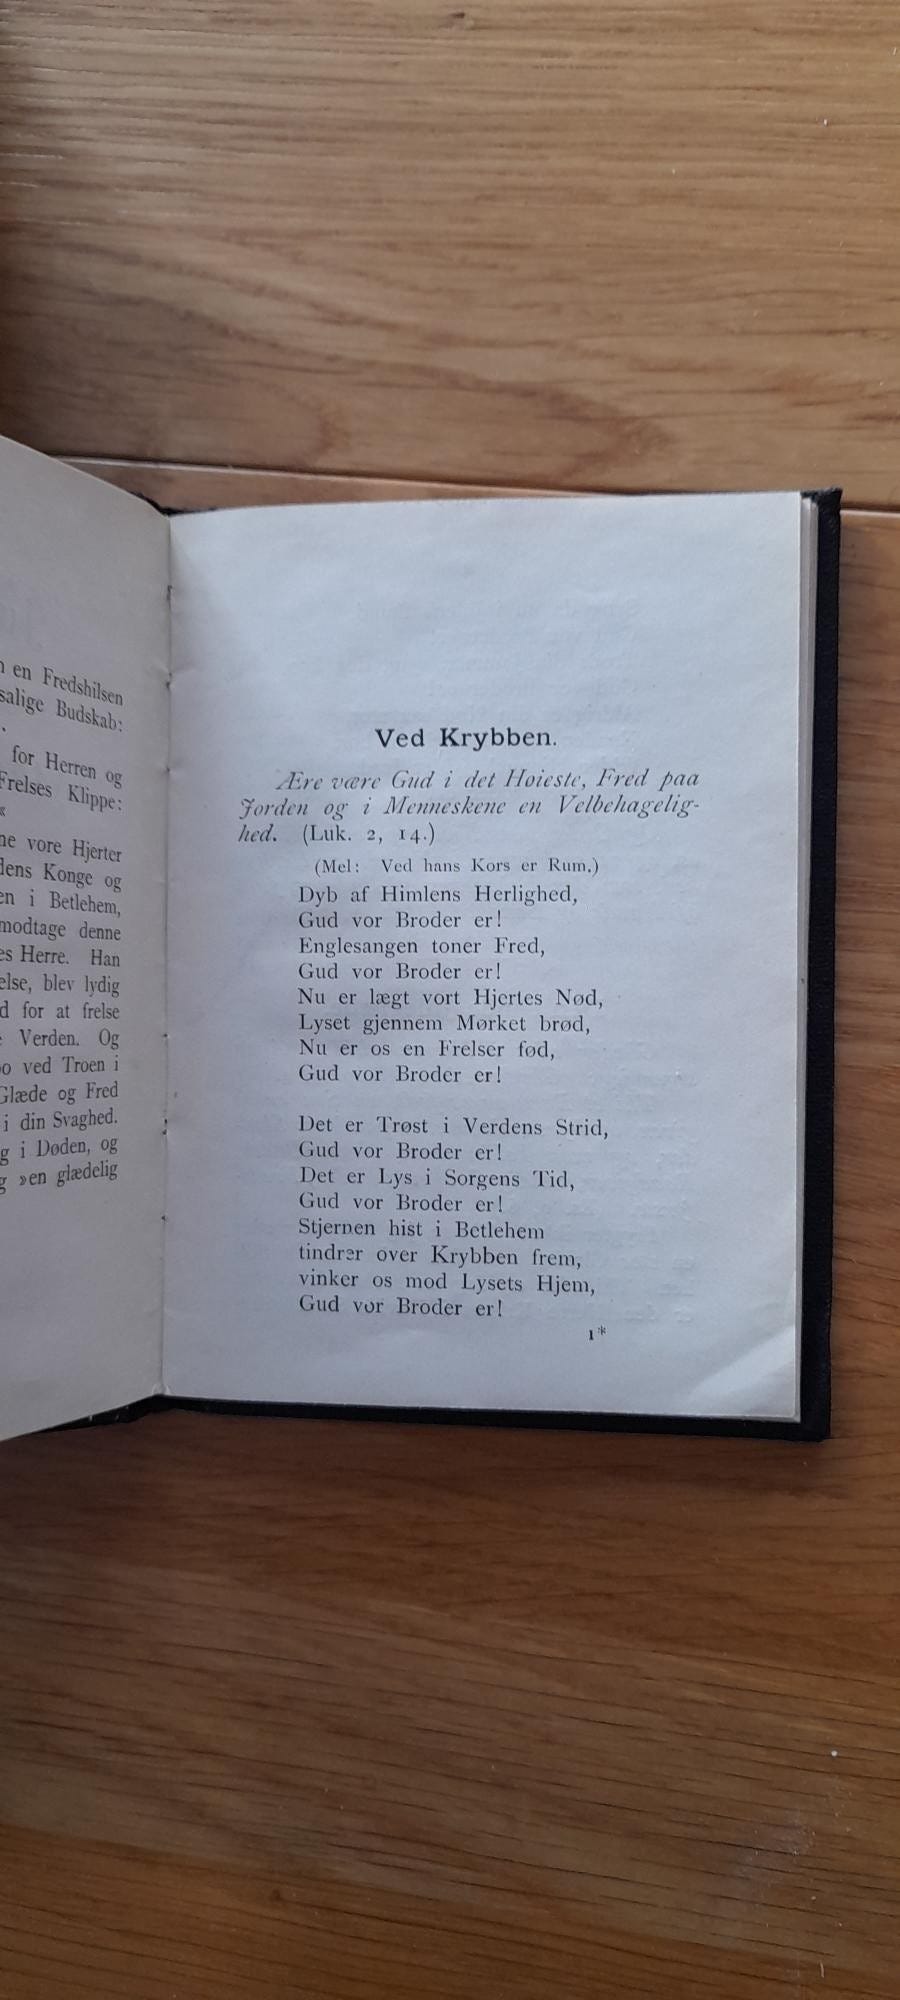 en Fredshilsen
salige Budskab:
for Herren og
Frelses Klippe:
vore Hjerter
Konge og
i Betlehem,
modtage denne
Herre. Han
blev lydig
for at frelse
Verden. Og
ved Troen i
Glæde og Fred
i din Svaghed.
i Døden, og
»en glædelig
Ved Krybben.
Ære være Gud i det Høieste, Fred paa
Jorden og i Menneskene en Velbehagelig-
hed. (Luk. 2, 14.)
(Mel: Ved hans Kors er Rum.)
Dyb af Himlens Herlighed,
Gud vor Broder er!
Englesangen toner Fred,
Gud vor Broder er!
Nu er lægt vort Hjertes Nød,
Lyset gjennem Mørket brød,
Nu er os en Frelser fød,
Gud vor Broder er!
Det er Trøst i Verdens Strid,
Gud vor Broder er!
Det er Lys i Sorgens Tid,
Gud vor Broder er!
Stjernen hist i Betlehem
tindrer over Krybben frem,
vinker os mod Lysets Hjem,
Gud vor Broder er!
1*